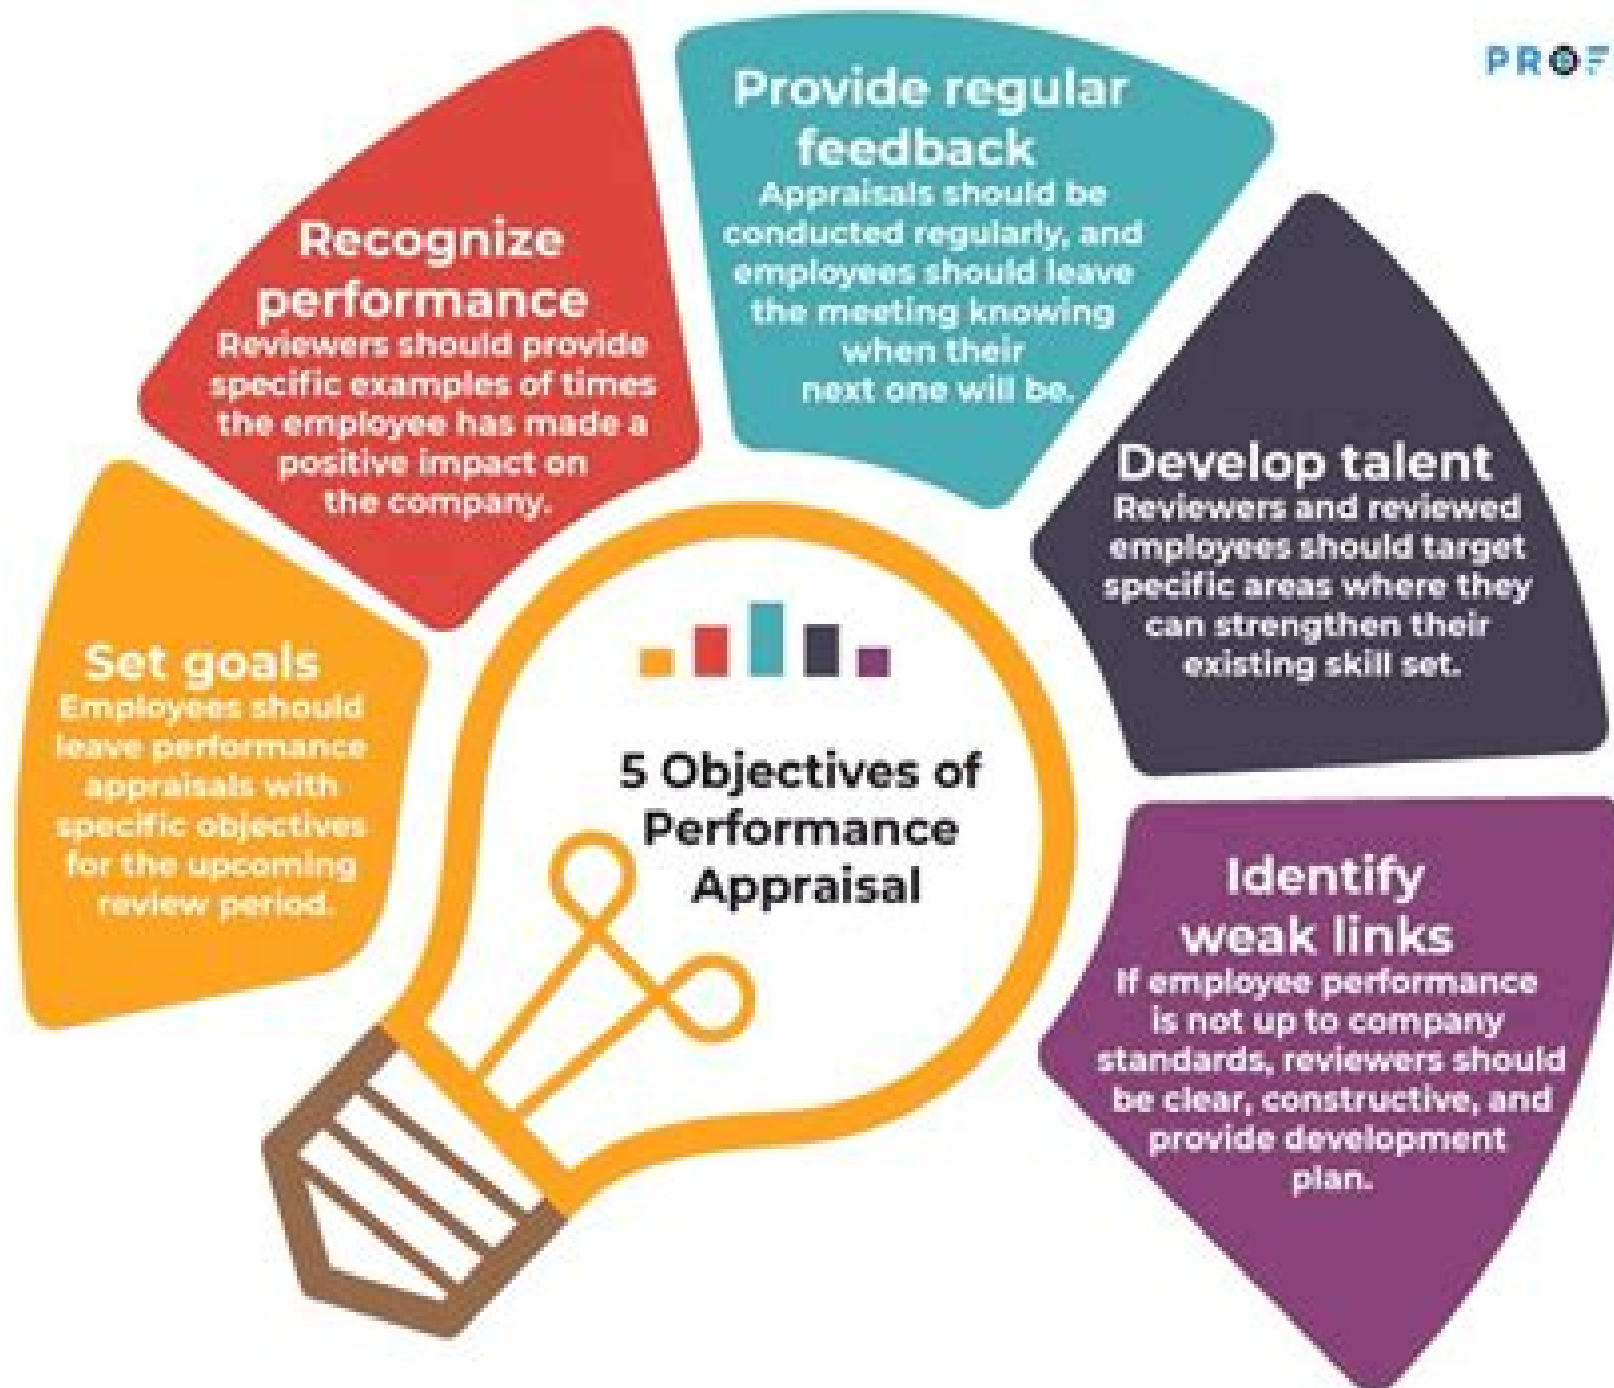 Set goals
Employees should
leave performance
appraisals with
specific objectives
for the upcoming
review period.
Recognize
performance
Reviewers should provide
specific examples of times
the employee has made a
positive impact on
the company.
Provide regular
feedback
Appraisals should be
conducted regularly, and
employees should leave
the meeting knowing
when their
next one will be.
Develop talent
Reviewers and reviewed
employees should target
specific areas where they
can strengthen their
existing skill set.
Identify
weak links
If employee performance
is not up to company
standards, reviewers should
be clear, constructive, and
provide development
plan.
5 Objectives of
Performance
Appraisal